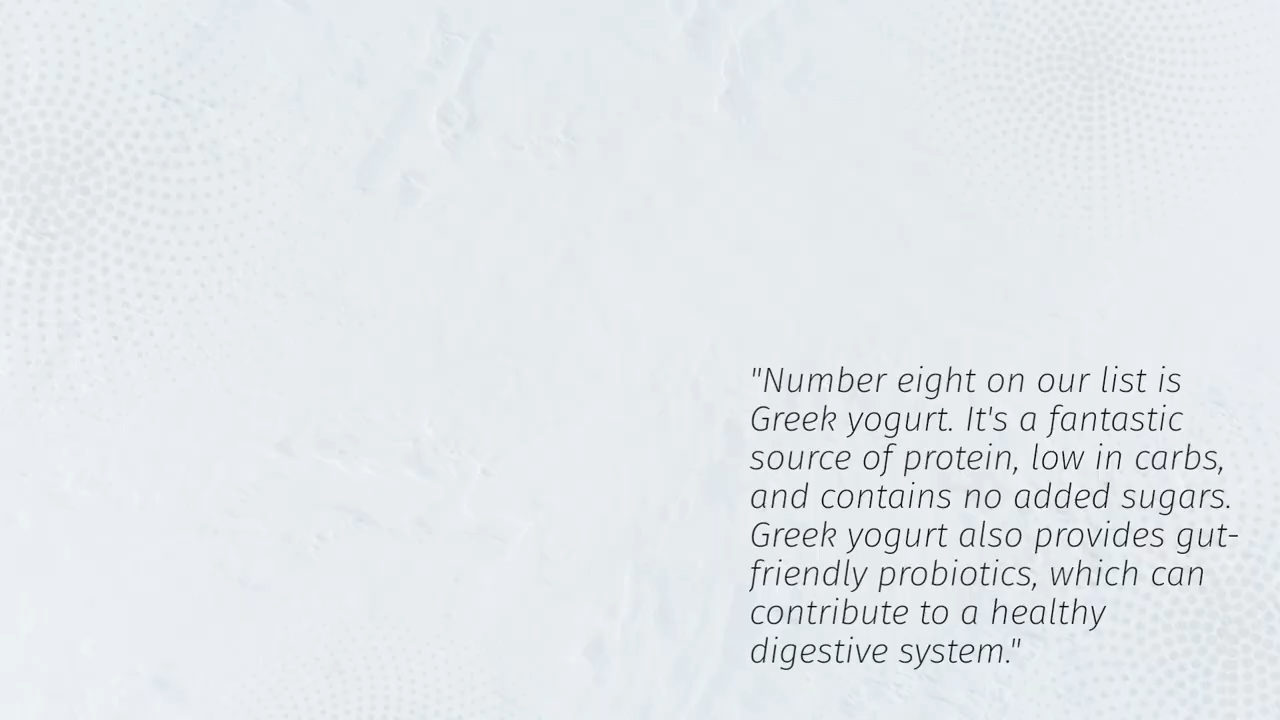 "Number eight on our list is
Greek yogurt. It's a fantastic
source of protein, low in carbs,
and contains no added sugars.
Greek yogurt also provides gut-
friendly probiotics, which can
contribute to a healthy
digestive system."